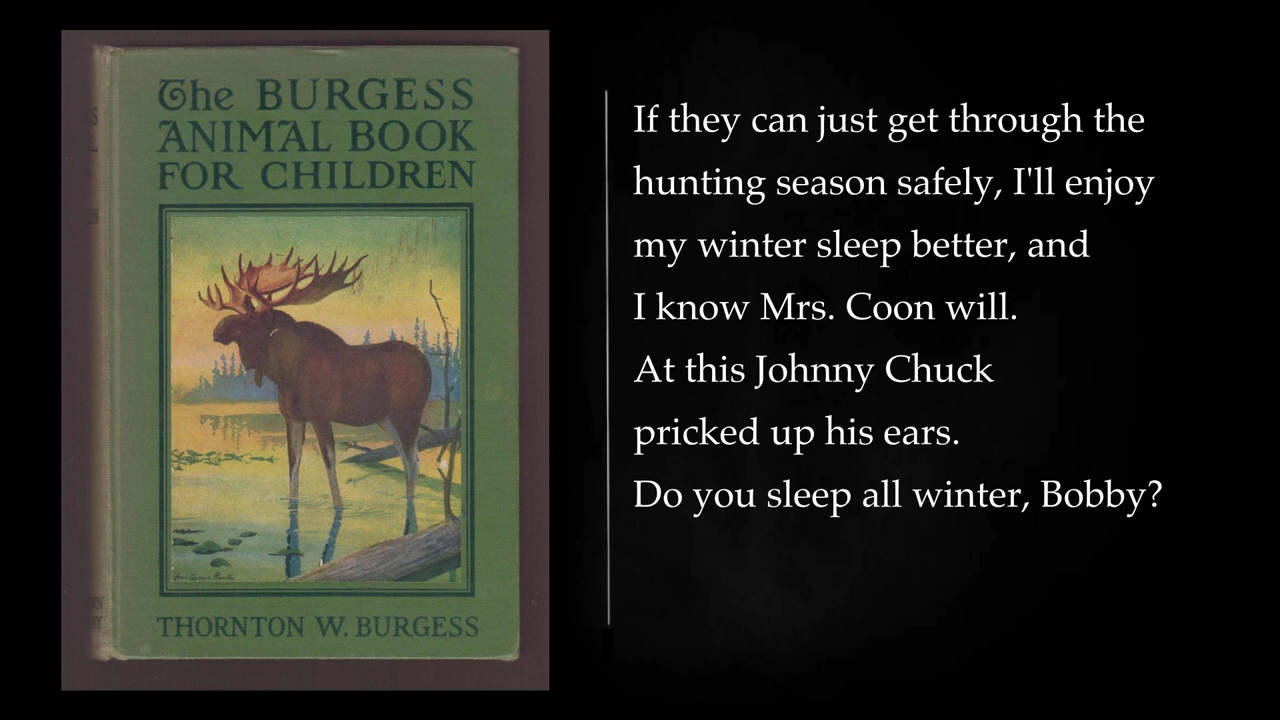 The BURGESS
ANIMAL BOOK
FOR CHILDREN
THORNTON W. BURGESS
If they can just get through the
hunting season safely, I'll enjoy
my winter sleep better, and
I know Mrs. Coon will.
At this Johnny Chuck
pricked up his ears.
Do you sleep all winter, Bobby?